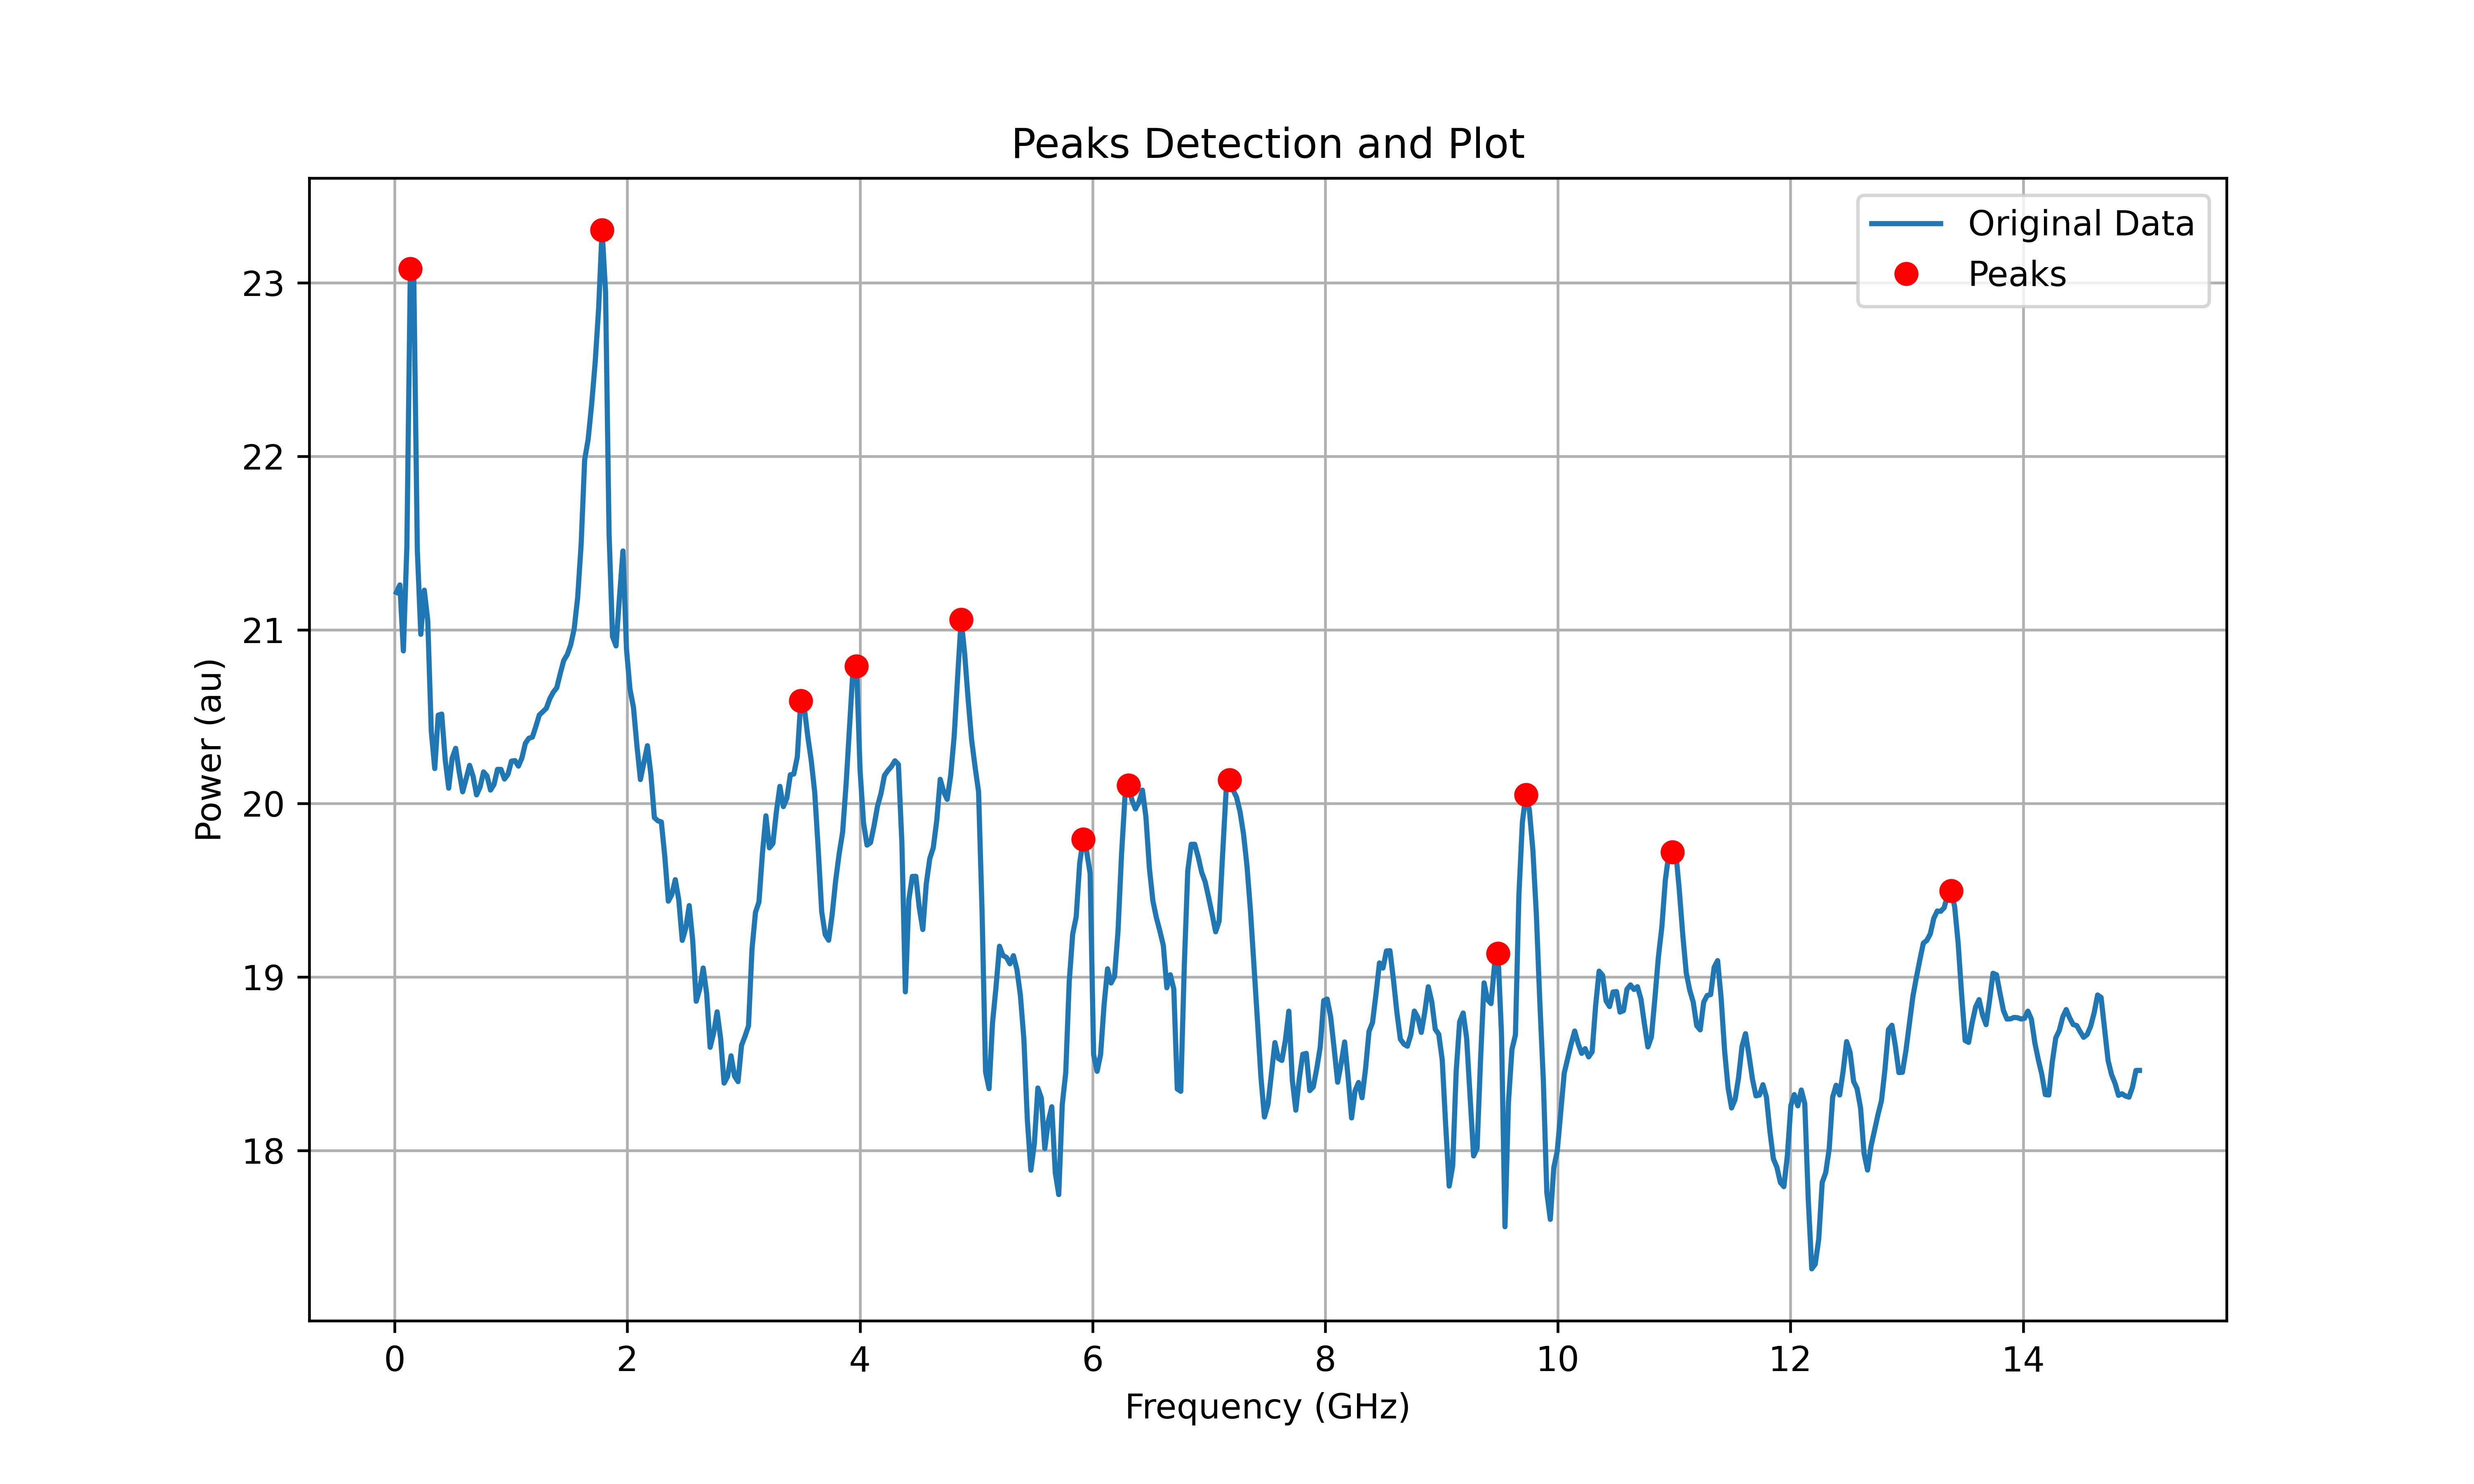 Peaks Detection and Plot
Original Data
Peaks
23
22
21
20
19
18
Power (au)
0 2 4 6 8 10 12 14
Frequency (GHz)